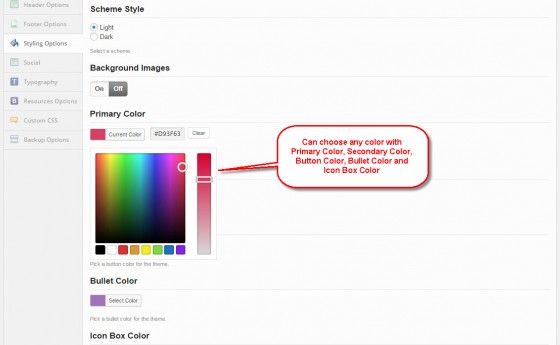 Header Options
Footer Options
Styling Options
Social
Typography
Resources Options
Custom CSS
Backup Options
Scheme Style
Light
Dark
Select a scheme
Background Images
On Off
Primary Color
Current Color #D93F63 Clear
Can choose any color with
Primary Color, Secondary Color,
Button Color, Bullet Color and
Icon Box Color
Pick a button color for the theme.
Bullet Color
Select Color
Pick a bullet color for the theme.
Icon Box Color